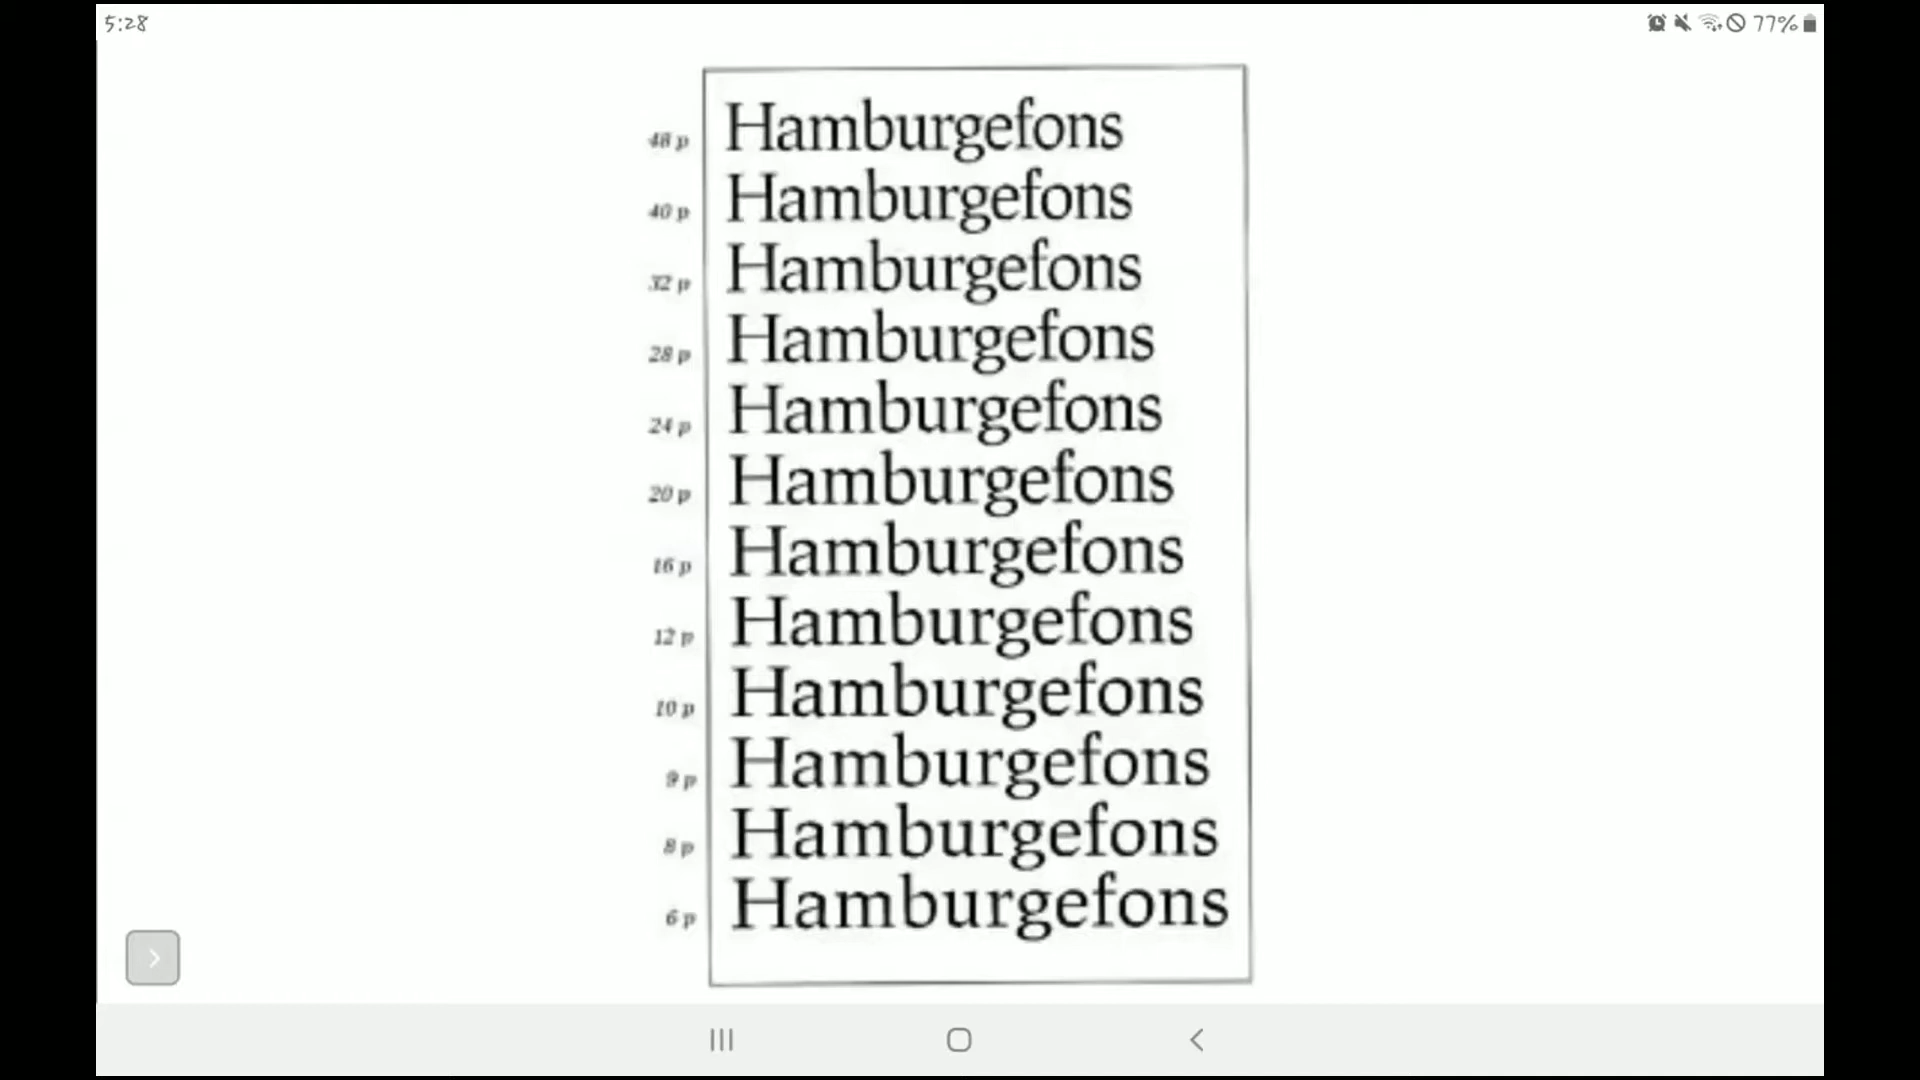 5:28
77%
48 p Hamburgefons
40 p Hamburgefons
32 p Hamburgefons
28 p Hamburgefons
24 p Hamburgefons
20 p Hamburgefons
16 p Hamburgefons
12 p Hamburgefons
10 p Hamburgefons
9 p Hamburgefons
8 p Hamburgefons
6 p Hamburgefons